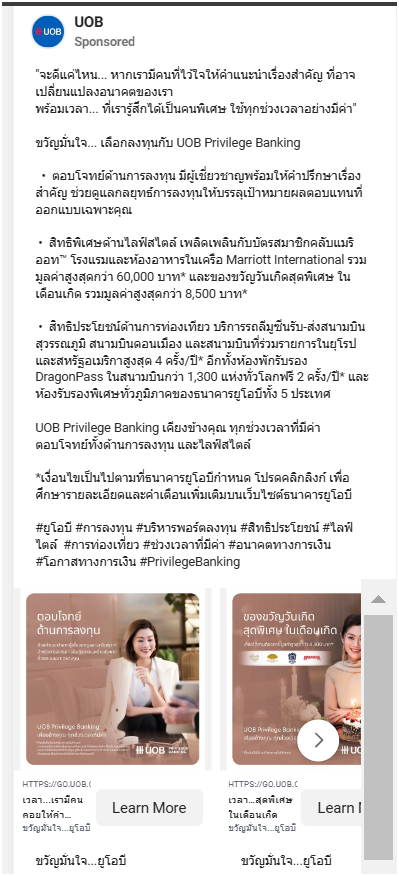 UOB
Sponsored
"จะดีแค่ไหน... หากเรามีคนที่ไว้ใจให้คำแนะนำเรื่องสำคัญ ที่อาจ
เปลี่ยนแปลงอนาคตของเรา
พร้อมเวลา... ที่เรารู้สึกได้เป็นคนพิเศษ ใช้ทุกช่วงเวลาอย่างมีค่า"
ขวัญมั่นใจ... เลือกลงทุนกับ UOB Privilege Banking
• ตอบโจทย์ด้านการลงทุน มีผู้เชี่ยวชาญพร้อมให้คำปรึกษาเรื่อง
สำคัญ ช่วยดูแลกลยุทธ์การลงทุนให้บรรลุเป้าหมายผลตอบแทนที่
ออกแบบเฉพาะคุณ
• สิทธิพิเศษด้านไลฟ์สไตล์ เพลิดเพลินกับบัตรสมาชิกคลับแมริ
ออท™ โรงแรมและห้องอาหารในเครือ Marriott International รวม
มูลค่าสูงสุดกว่า 60,000 บาท* และของขวัญวันเกิดสุดพิเศษ ใน
เดือนเกิด รวมมูลค่าสูงสุดกว่า 8,500 บาท*
• สิทธิประโยชน์ด้านการท่องเที่ยว บริการรถลีมูซีนรับ-ส่งสนามบิน
สุวรรณภูมิ สนามบินดอนเมือง และสนามบินที่ร่วมรายการในยุโรป
และสหรัฐอเมริกาสูงสุด 4 ครั้ง/ปี* อีกทั้งห้องพักรับรอง
DragonPass ในสนามบินกว่า 1,300 แห่งทั่วโลกฟรี 2 ครั้ง/ปี* และ
ห้องรับรองพิเศษทั่วภูมิภาคของธนาคารยูโอบีทั้ง 5 ประเทศ
UOB Privilege Banking เคียงข้างคุณ ทุกช่วงเวลาที่มีค่า
ตอบโจทย์ทั้งด้านการลงทุน และไลฟ์สไตล์
*เงื่อนไขเป็นไปตามที่ธนาคารยูโอบีกำหนด โปรดคลิกลิงก์ เพื่อ
ศึกษารายละเอียดและคำเตือนเพิ่มเติมบนเว็บไซต์ธนาคารยูโอบี
#ยูโอบี #การลงทุน #บริหารพอร์ตลงทุน #สิทธิประโยชน์ #ไลฟ์
ไตล์ #การท่องเที่ยว #ช่วงเวลาที่มีค่า #อนาคตทางการเงิน
#โอกาสทางการเงิน #PrivilegeBanking
ตอบโจทย์
ด้านการลงทุน
UOB Privilege Banking
เคียงข้างคุณ ทุกช่วงเวลาที่มีค่า
UOB PRIVILEGE BANKING
ของขวัญวันเกิด
สุดพิเศษ ในเดือนเกิด
UOB Privilege Banking
HTTPS://GO.UOB.C
เวลา...เรามีคน
คอยให้คำ...
ขวัญมั่นใจ...ยูโอบี
Learn More
HTTPS://GO.UOB.C
เวลา...สุดพิเศษ
ในเดือนเกิด
ขวัญมั่นใจ...ยูโอบี
Learn
ขวัญมั่นใจ...ยูโอบี
ขวัญมั่นใจ...ยูโอบี